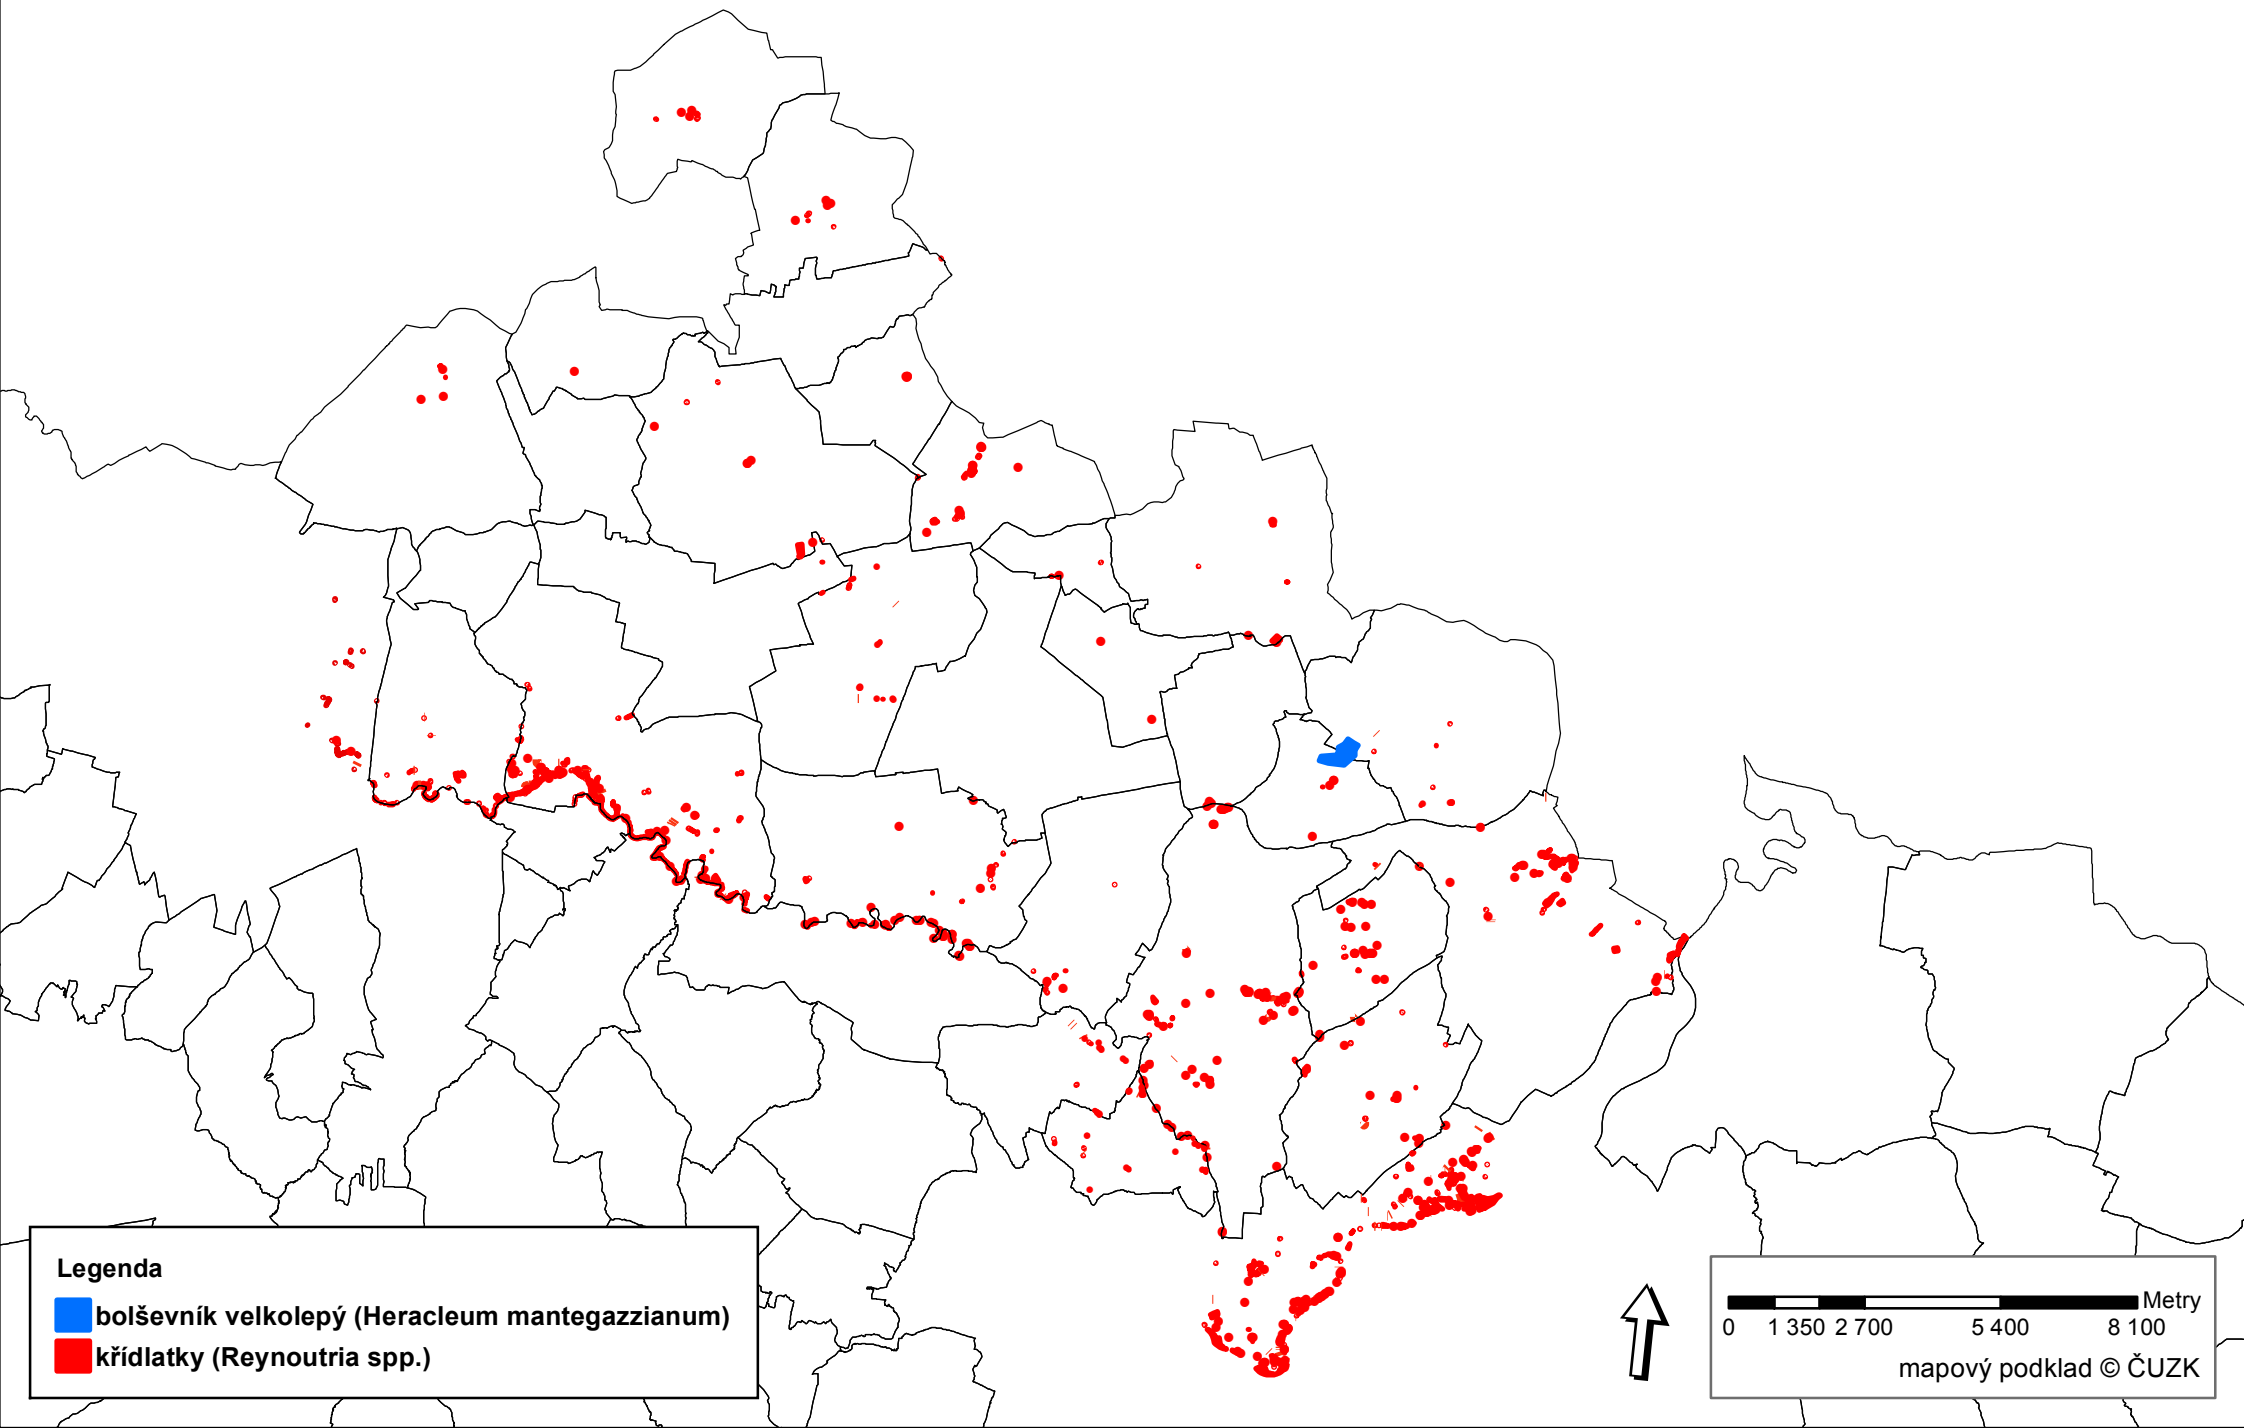 Legenda
bolševník velkolepý (Heracleum mantegazzianum)
křídlatky (Reynoutria spp.)
Metry
0 1 350 2 700 5 400 8 100
mapový podklad © ČUZK